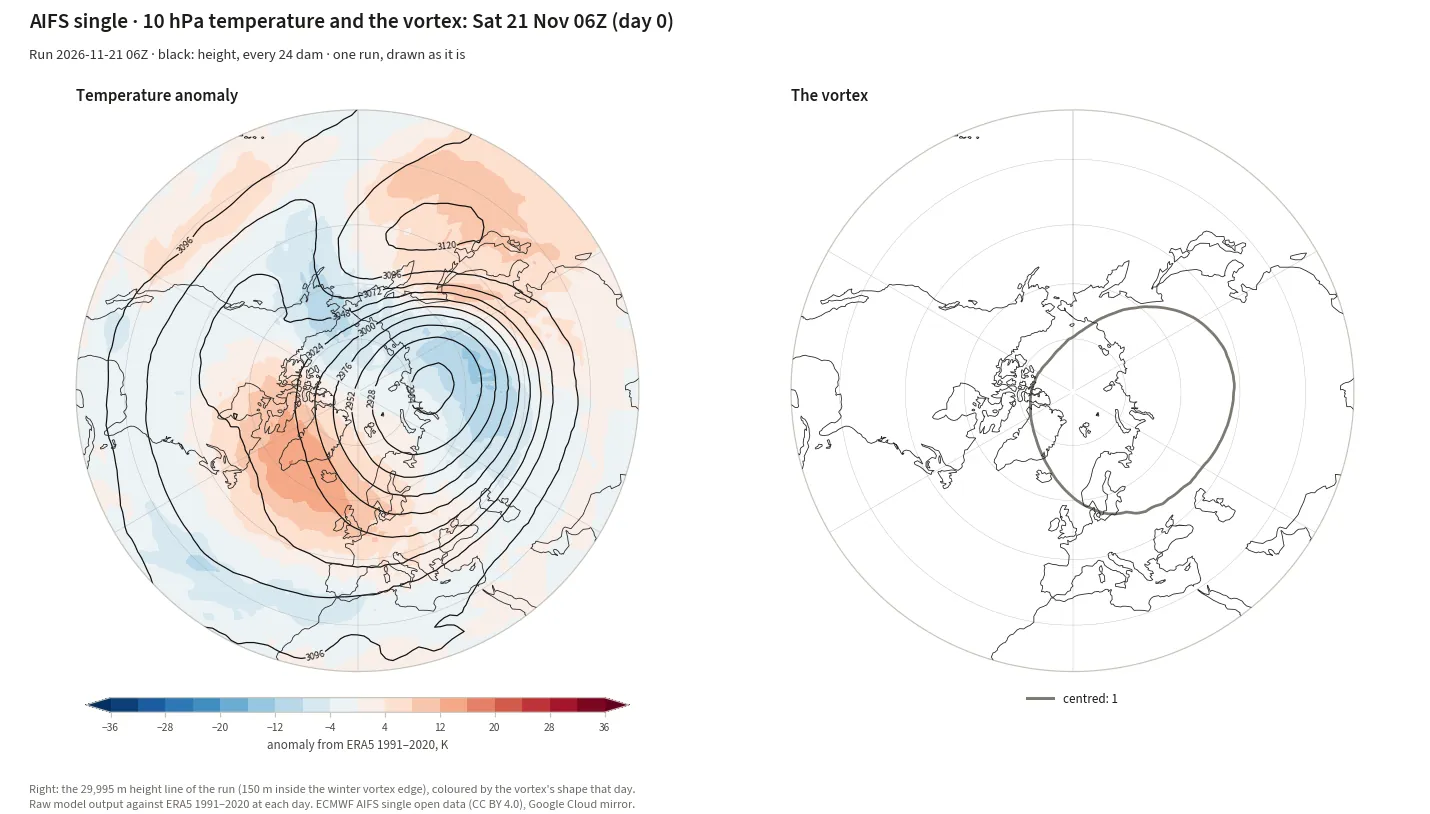 AIFS single · 10 hPa temperature and the vortex: Sat 21 Nov 06Z (day 0)
Run 2026-11-21 06Z · black: height, every 24 dam · one run, drawn as it is
Temperature anomaly
The vortex
3096
3120
3096
3072
3048
3000
3024
2976
2952
2928
3096
centred: 1
−36 −28 −20 −12 −4 4 12 20 28 36
anomaly from ERA5 1991–2020, K
Right: the 29,995 m height line of the run (150 m inside the winter vortex edge), coloured by the vortex's shape that day.
Raw model output against ERA5 1991–2020 at each day. ECMWF AIFS single open data (CC BY 4.0), Google Cloud mirror.